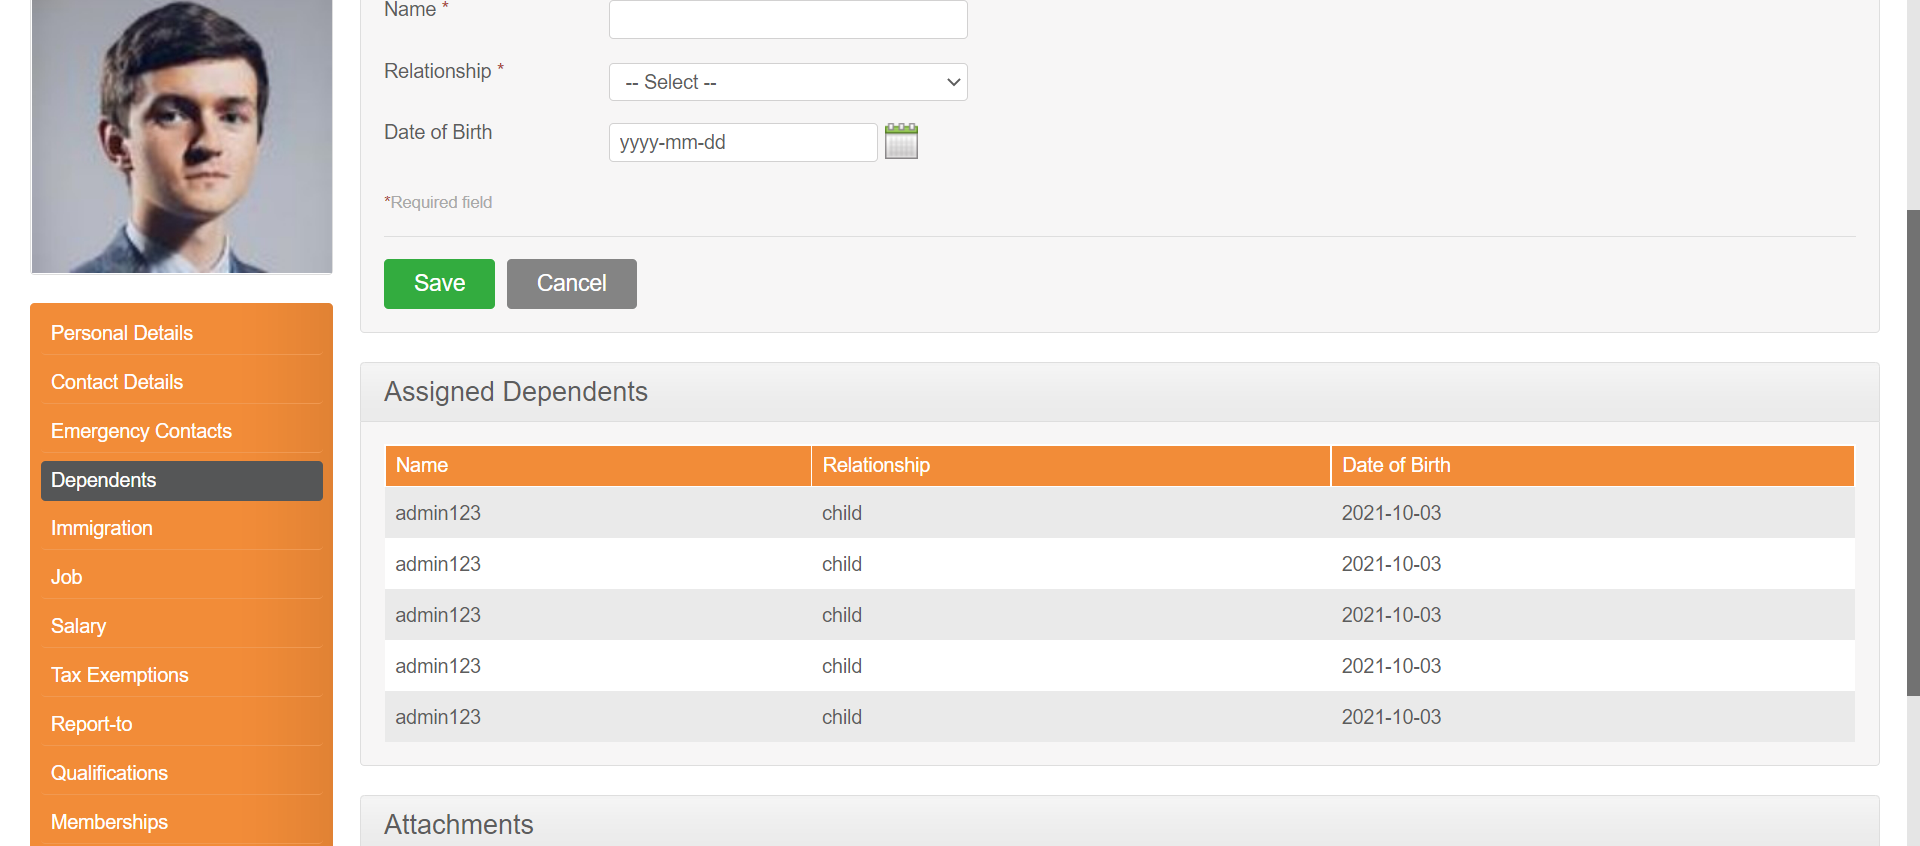 Name *
Relationship *
-- Select --
Date of Birth
yyyy-mm-dd
*Required field
Save Cancel
Personal Details
Contact Details
Emergency Contacts
Dependents
Immigration
Job
Salary
Tax Exemptions
Report-to
Qualifications
Memberships
Assigned Dependents
Name Relationship Date of Birth
admin123 child 2021-10-03
admin123 child 2021-10-03
admin123 child 2021-10-03
admin123 child 2021-10-03
admin123 child 2021-10-03
Attachments